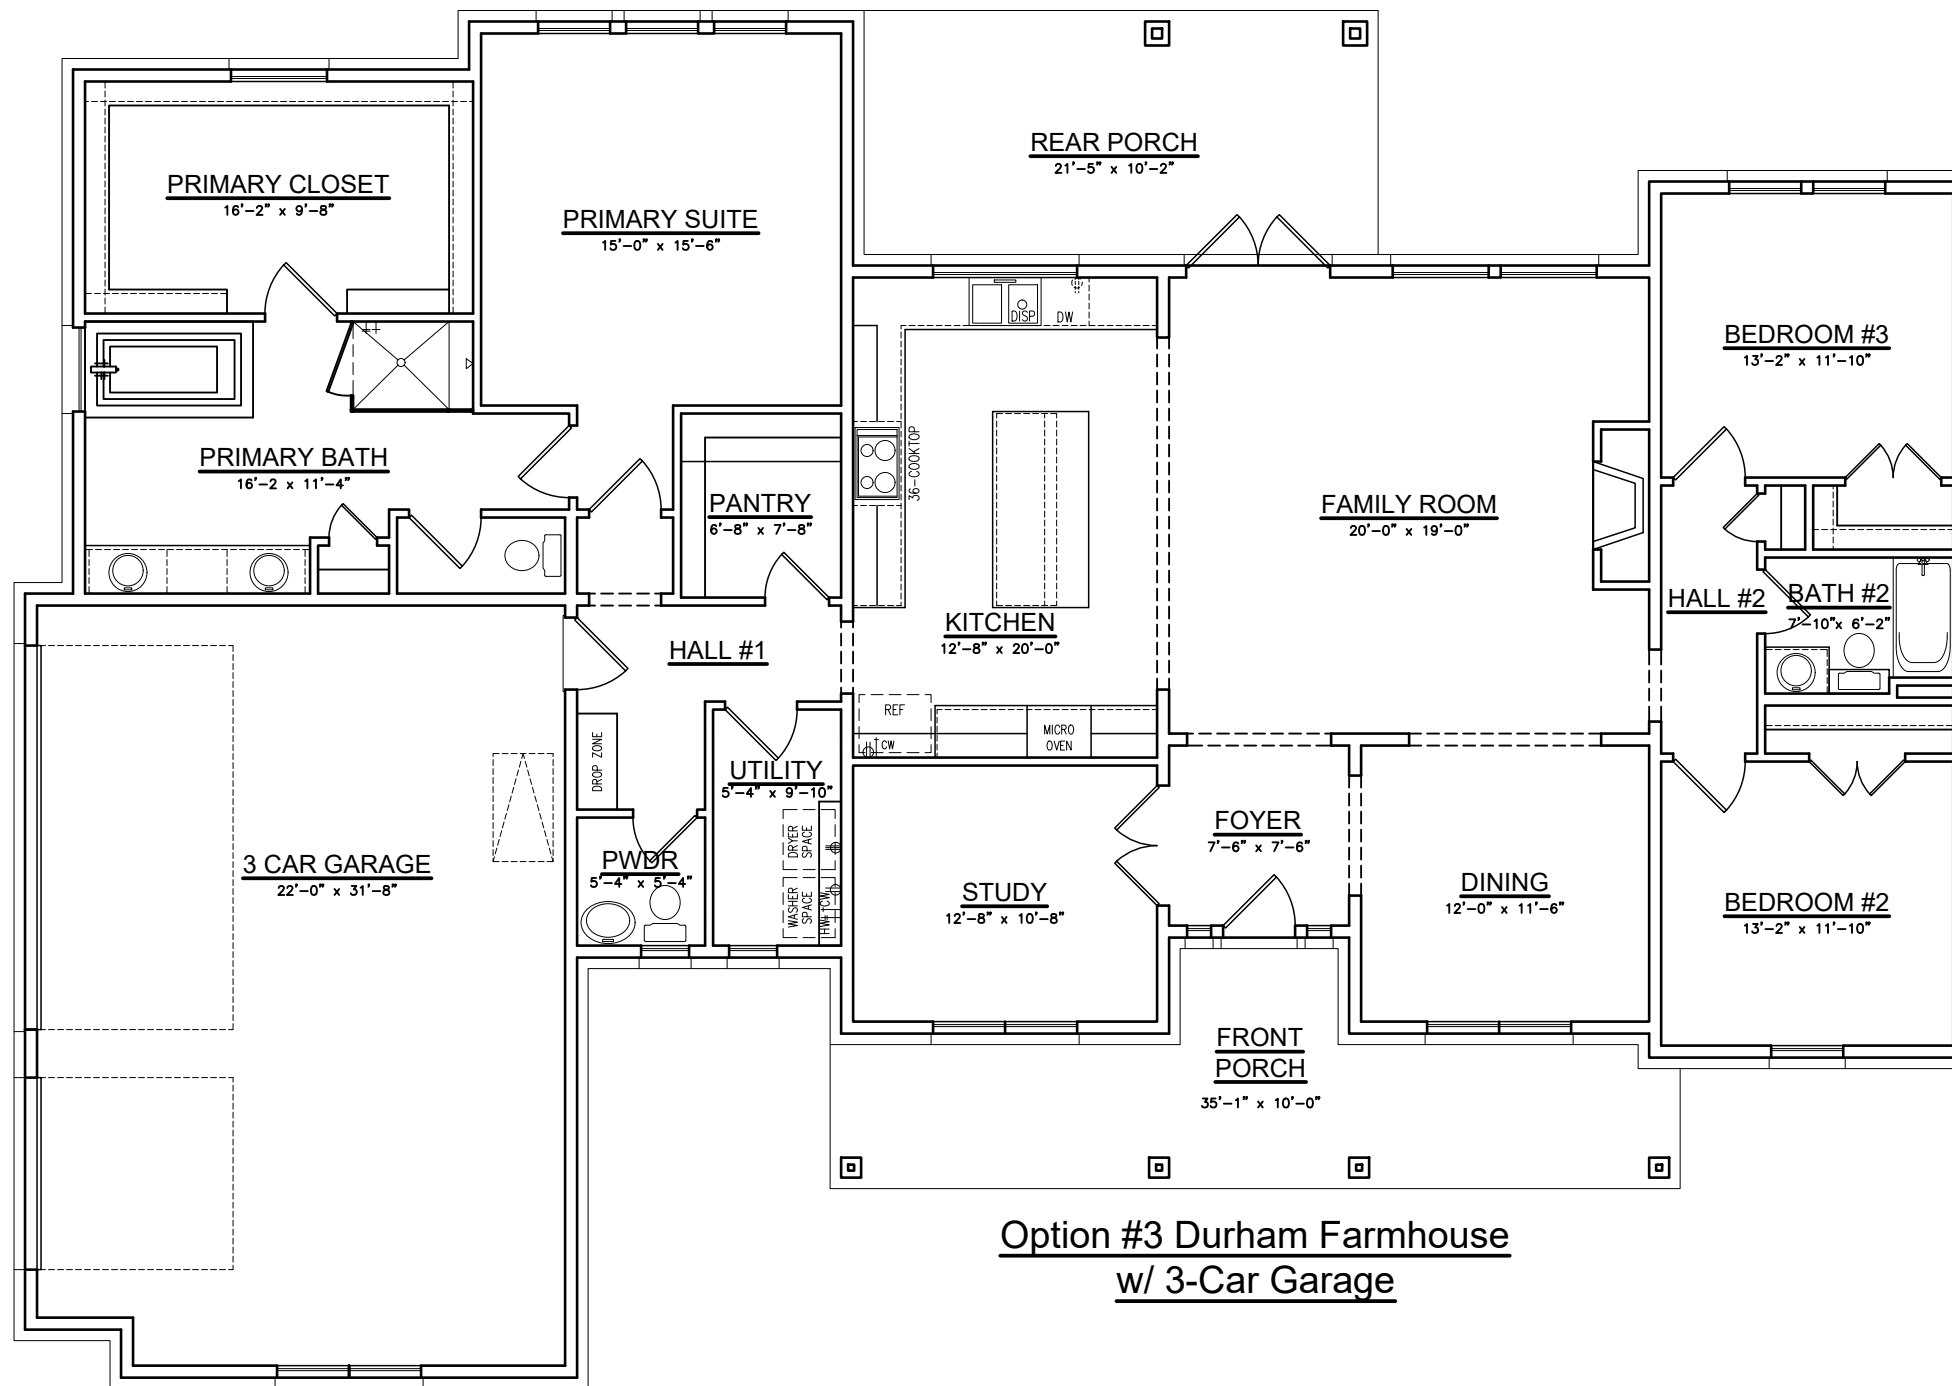 REAR PORCH
21'-5" x 10'-2"
PRIMARY CLOSET
16'-2" x 9'-8"
PRIMARY SUITE
15'-0" x 15'-6"
DISP
DW
BEDROOM #3
13'-2" x 11'-10"
PRIMARY BATH
16'-2 x 11'-4"
36-COOKTOP
PANTRY
6'-8" x 7'-8"
FAMILY ROOM
20'-0" x 19'-0"
HALL #2
BATH #2
7'-10"x 6'-2"
KITCHEN
12'-8" x 20'-0"
HALL #1
REF
CW
MICRO
OVEN
DROP ZONE
UTILITY
5'-4" x 9'-10"
DRYER
SPACE
WASHER
SPACE
HW
CW
3 CAR GARAGE
22'-0" x 31'-8"
PWDR
5'-4" x 5'-4"
STUDY
12'-8" x 10'-8"
FOYER
7'-6" x 7'-6"
DINING
12'-0" x 11'-6"
BEDROOM #2
13'-2" x 11'-10"
FRONT
PORCH
35'-1" x 10'-0"
Option #3 Durham Farmhouse
w/ 3-Car Garage